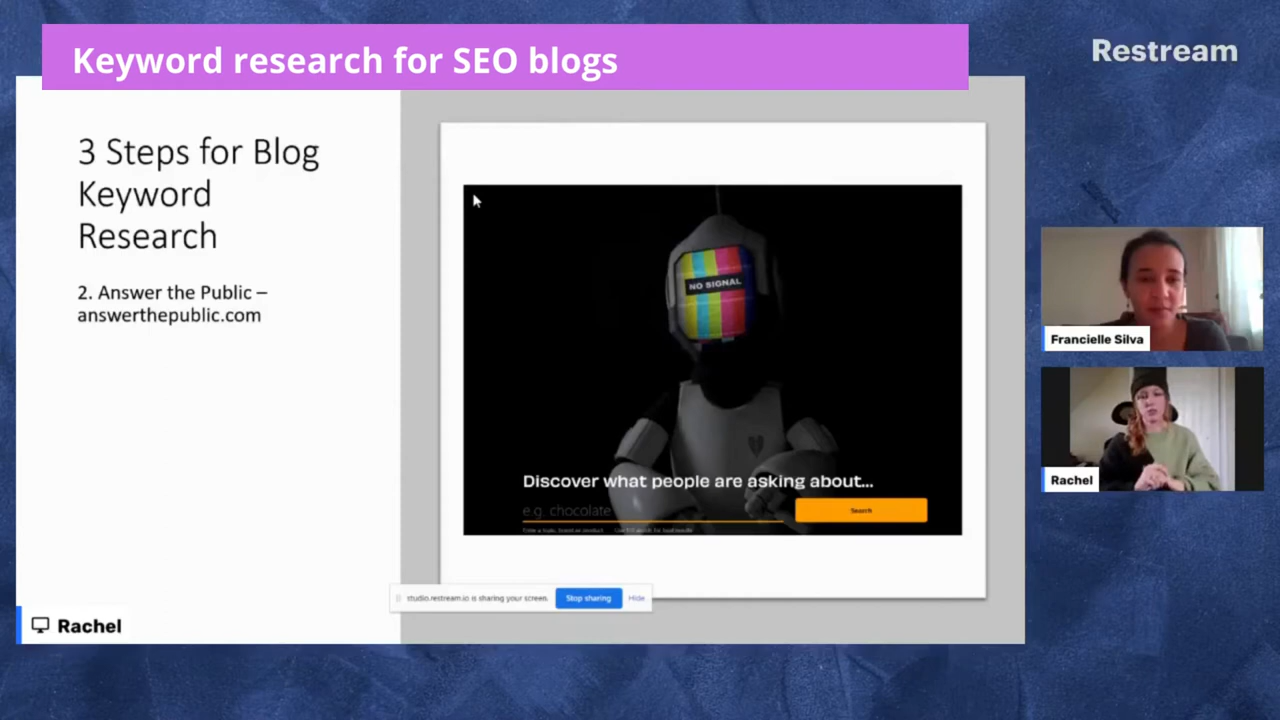 Keyword research for SEO blogs
Restream
3 Steps for Blog
Keyword
Research
2. Answer the Public –
answerthepublic.com
NO SIGNAL
Discover what people are asking about...
e.g. chocolate
Search
studio.restream.io is sharing your screen.
Stop sharing
Hide
Rachel
Francielle Silva
Rachel